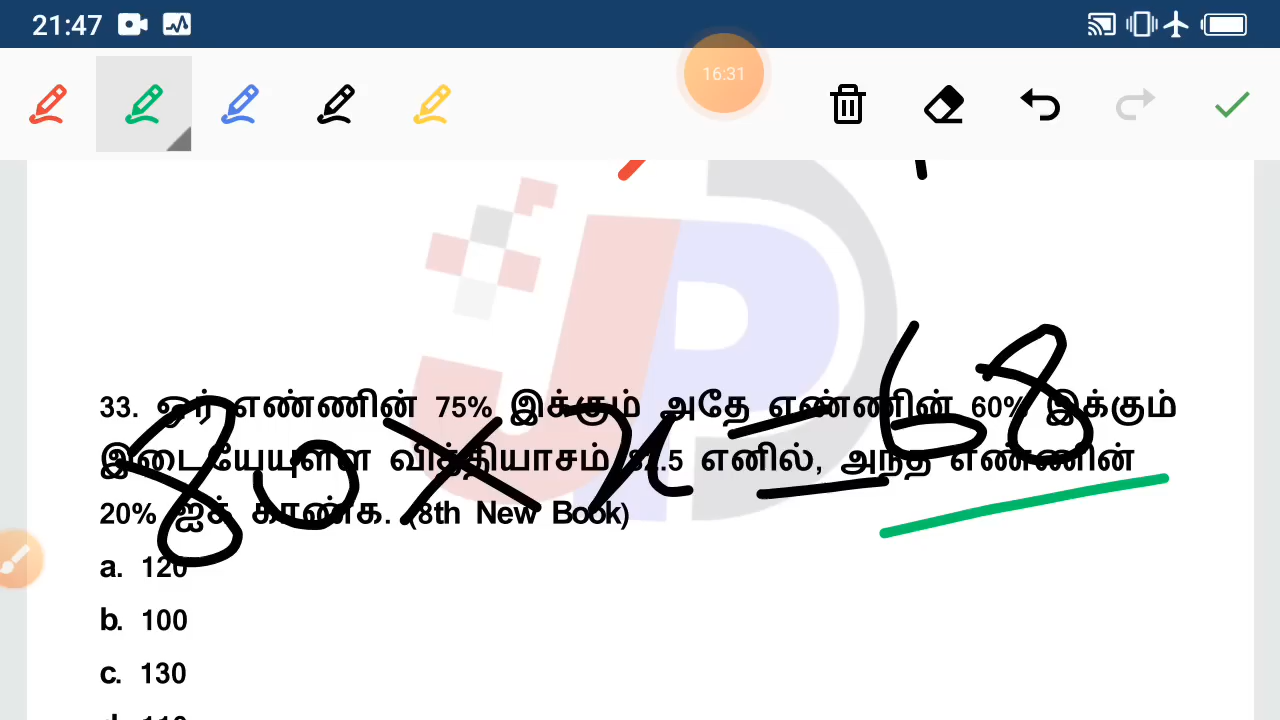 21:47
16:31
33. ஓர் எண்ணின் 75% இக்கும் அதே எண்ணின் 60% இக்கும்
இடையேயுள்ள வித்தியாசம் 82.5 எனில், அந்த எண்ணின்
20% ஐக் காண்க. (8th New Book)
80 × x = 68
a. 120
b. 100
c. 130